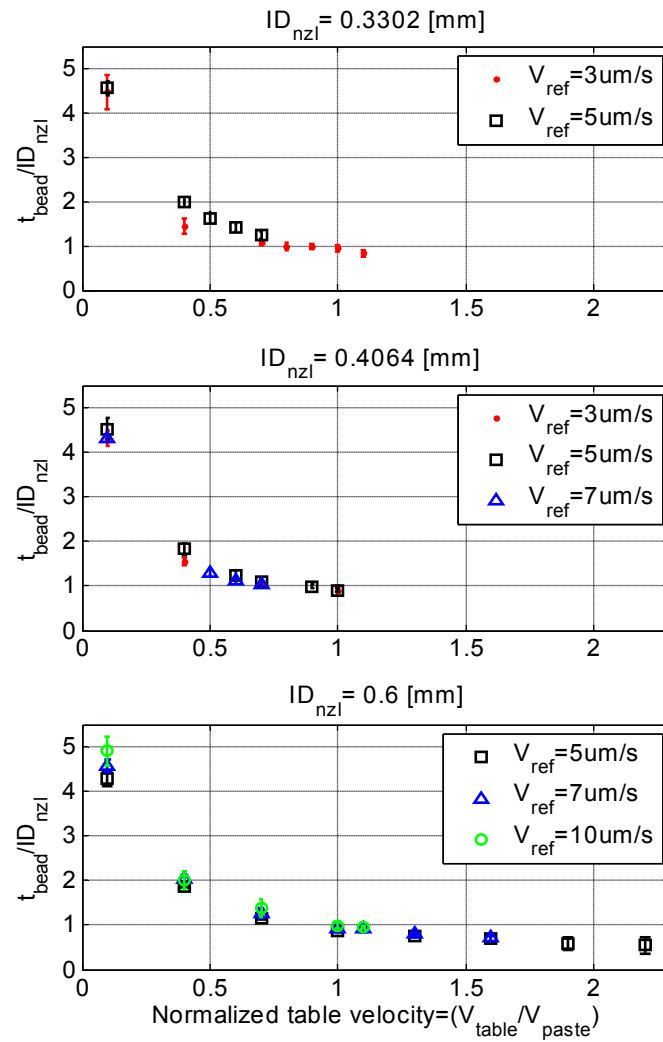 ID_nzl= 0.3302 [mm]
5
4
3
2
1
0
t_bead/ID_nzl
V_ref=3um/s
V_ref=5um/s
0 0.5 1 1.5 2
ID_nzl= 0.4064 [mm]
5
4
3
2
1
0
t_bead/ID_nzl
V_ref=3um/s
V_ref=5um/s
V_ref=7um/s
0 0.5 1 1.5 2
ID_nzl= 0.6 [mm]
5
4
3
2
1
0
t_bead/ID_nzl
V_ref=5um/s
V_ref=7um/s
V_ref=10um/s
0 0.5 1 1.5 2
Normalized table velocity=(V_table/V_paste)